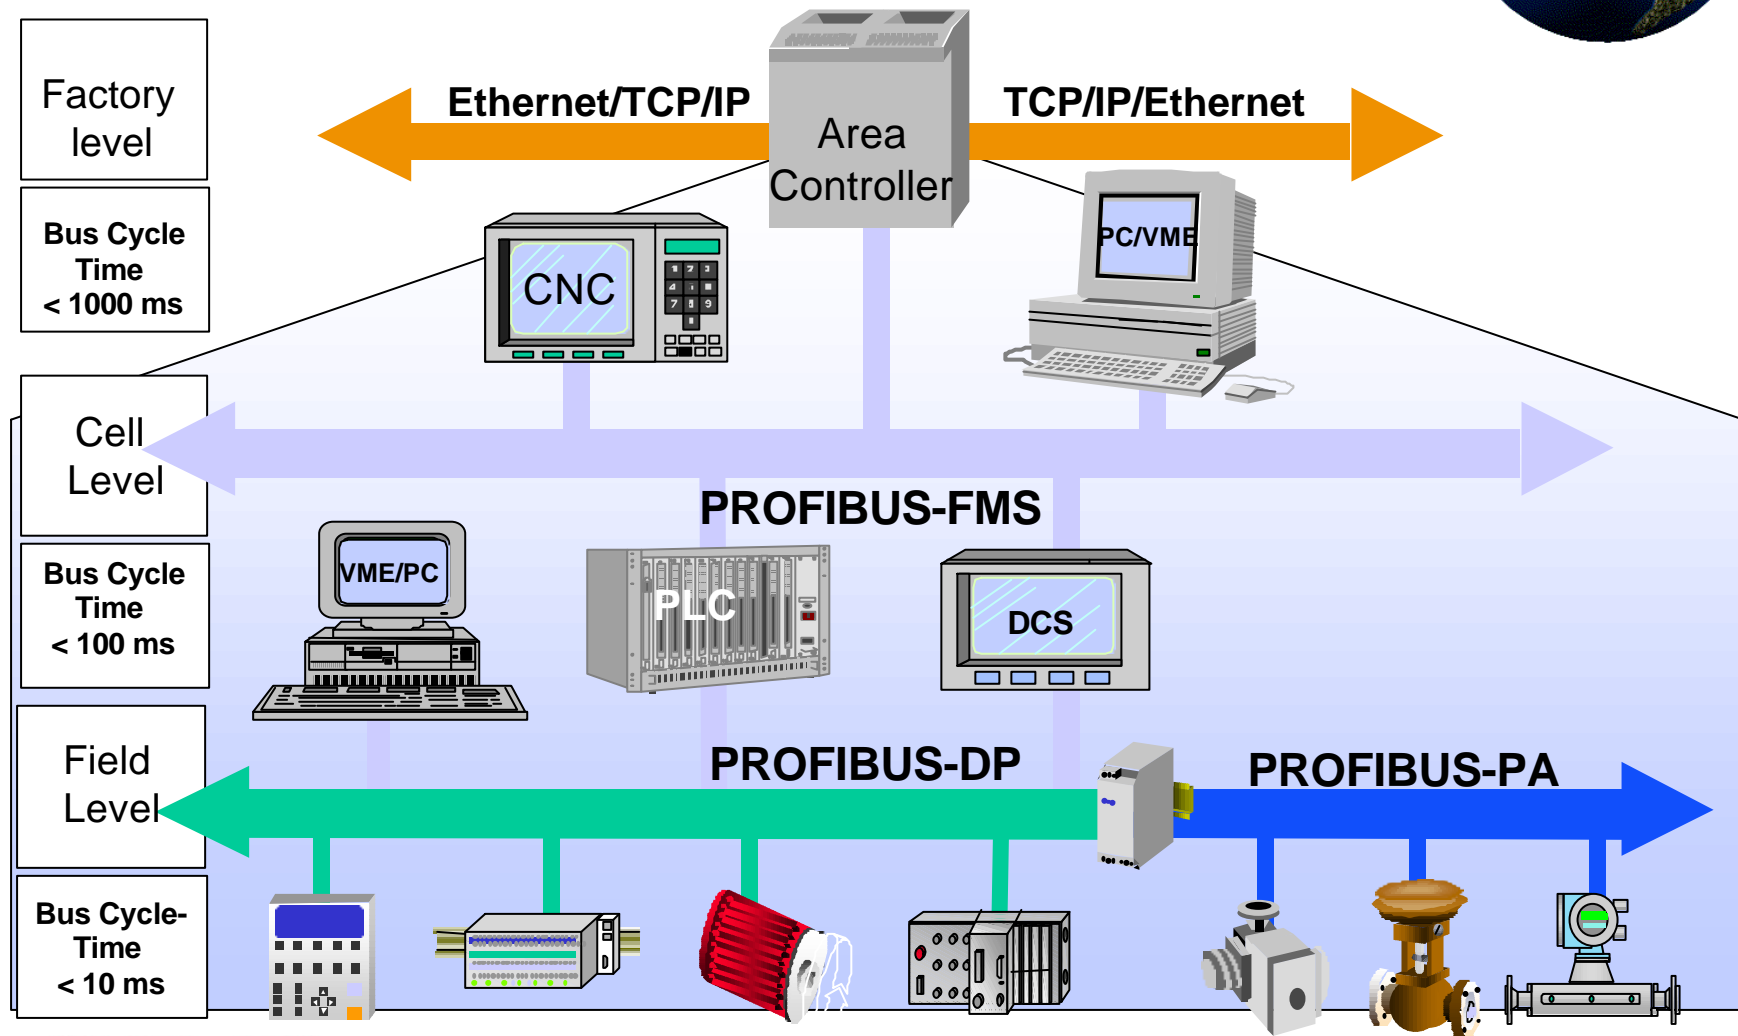 Factory
level
Ethernet/TCP/IP
TCP/IP/Ethernet
Area
Controller
Bus Cycle
Time
< 1000 ms
CNC
PC/VME
Cell
Level
PROFIBUS-FMS
Bus Cycle
Time
< 100 ms
VME/PC
PLC
DCS
Field
Level
PROFIBUS-DP
PROFIBUS-PA
Bus Cycle-
Time
< 10 ms